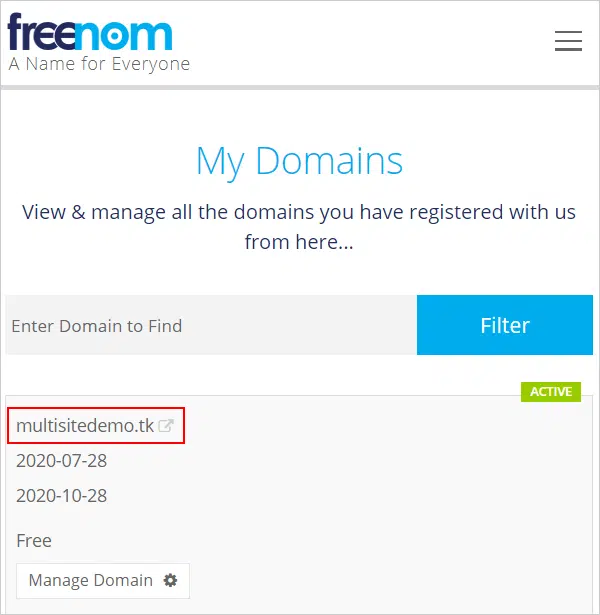 freenom
A Name for Everyone
My Domains
View & manage all the domains you have registered with us
from here...
Enter Domain to Find
Filter
ACTIVE
multisitedemo.tk
2020-07-28
2020-10-28
Free
Manage Domain